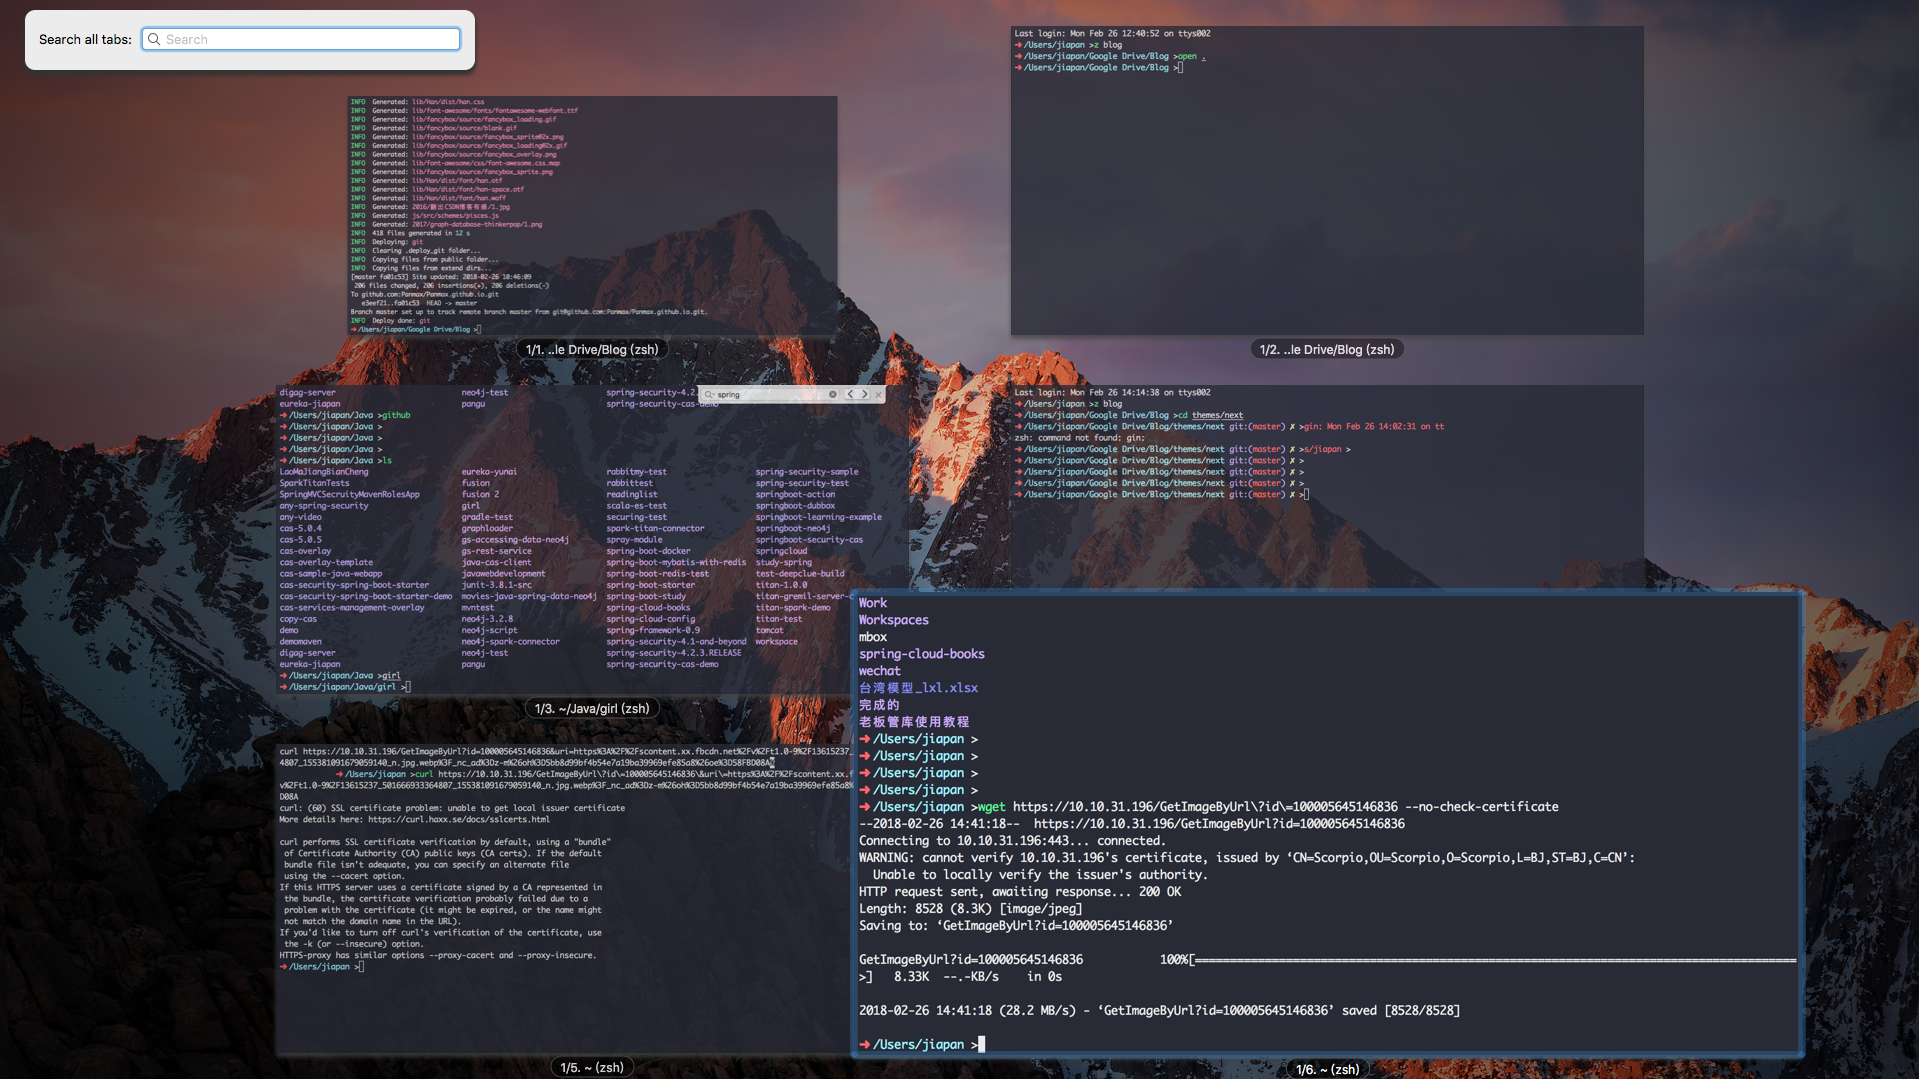 Search all tabs:
Search
INFO  Generated: lib/Han/dist/han.css
INFO  Generated: lib/font-awesome/fonts/fontawesome-webfont.ttf
INFO  Generated: lib/fancybox/source/fancybox_loading.gif
INFO  Generated: lib/fancybox/source/blank.gif
INFO  Generated: lib/fancybox/source/fancybox_sprite@2x.png
INFO  Generated: lib/fancybox/source/fancybox_loading@2x.gif
INFO  Generated: lib/fancybox/source/fancybox_overlay.png
INFO  Generated: lib/font-awesome/css/font-awesome.css.map
INFO  Generated: lib/fancybox/source/fancybox_sprite.png
INFO  Generated: lib/Han/dist/font/han.otf
INFO  Generated: lib/Han/dist/font/han-space.otf
INFO  Generated: lib/Han/dist/font/han.woff
INFO  Generated: 2016/翻出CSDN博客有感/1.jpg
INFO  Generated: js/src/schemes/pisces.js
INFO  Generated: 2017/graph-database-thinkerpop/1.png
INFO  418 files generated in 12 s
INFO  Deploying: git
INFO  Clearing .deploy_git folder...
INFO  Copying files from public folder...
INFO  Copying files from extend dirs...
[master fa01c53] Site updated: 2018-02-26 10:46:09
206 files changed, 206 insertions(+), 206 deletions(-)
To github.com:Panmax/Panmax.github.io.git
e3eef21..fa01c53  HEAD -> master
Branch master set up to track remote branch master from git@github.com:Panmax/Panmax.github.io.git.
INFO  Deploy done: git
➜ /Users/jiapan/Google Drive/Blog >
1/1. ..le Drive/Blog (zsh)
Last login: Mon Feb 26 12:40:52 on ttys002
➜ /Users/jiapan >z blog
➜ /Users/jiapan/Google Drive/Blog >open .
➜ /Users/jiapan/Google Drive/Blog >
1/2. ..le Drive/Blog (zsh)
spring
digag-server neo4j-test spring-security-4.2.
eureka-jiapan pangu spring-security-cas-demo
➜ /Users/jiapan/Java >github
➜ /Users/jiapan/Java >
➜ /Users/jiapan/Java >
➜ /Users/jiapan/Java >
➜ /Users/jiapan/Java >ls
LaoMaJiangBianCheng eureka-yunai rabbitmy-test spring-security-sample
SparkTitanTests fusion rabbittest spring-security-test
SpringMVCSecruityMavenRolesApp fusion 2 readinglist springboot-action
any-spring-security girl scala-es-test springboot-dubbox
any-video gradle-test securing-test springboot-learning-example
cas-5.0.4 graphloader spark-titan-connector springboot-neo4j
cas-5.0.5 gs-accessing-data-neo4j spray-module springboot-security-cas
cas-overlay gs-rest-service spring-boot-docker springcloud
cas-overlay-template java-cas-client spring-boot-mybatis-with-redis study-spring
cas-sample-java-webapp javawebdevelopment spring-boot-redis-test test-deepclue-build
cas-security-spring-boot-starter junit-3.8.1-src spring-boot-starter titan-1.0.0
cas-security-spring-boot-starter-demo movies-java-spring-data-neo4j spring-boot-study titan-gremil-server-c
cas-services-management-overlay mvntest spring-cloud-books titan-spark-demo
copy-cas neo4j-3.2.8 spring-cloud-config titan-test
demo neo4j-script spring-framework-0.9 tomcat
demomaven neo4j-spark-connector spring-security-4.1-and-beyond workspace
digag-server neo4j-test spring-security-4.2.3.RELEASE
eureka-jiapan pangu spring-security-cas-demo
➜ /Users/jiapan/Java >girl
➜ /Users/jiapan/Java/girl >
1/3. ~/Java/girl (zsh)
Last login: Mon Feb 26 14:14:38 on ttys002
➜ /Users/jiapan >z blog
➜ /Users/jiapan/Google Drive/Blog >cd themes/next
➜ /Users/jiapan/Google Drive/Blog/themes/next git:(master) ✗ >gin: Mon Feb 26 14:02:31 on tt
zsh: command not found: gin:
➜ /Users/jiapan/Google Drive/Blog/themes/next git:(master) ✗ >s/jiapan >
➜ /Users/jiapan/Google Drive/Blog/themes/next git:(master) ✗ >
➜ /Users/jiapan/Google Drive/Blog/themes/next git:(master) ✗ >
➜ /Users/jiapan/Google Drive/Blog/themes/next git:(master) ✗ >
➜ /Users/jiapan/Google Drive/Blog/themes/next git:(master) ✗ >
curl https://10.10.31.196/GetImageByUrl?id=100005645146836&uri=https%3A%2F%2Fscontent.xx.fbcdn.net%2Fv%2Ft1.0-9%2F13615237_
4807_155381091679059140_n.jpg.webp%3F_nc_ad%3Dz-m%26oh%3D5bb8d99bf4b54e7a19ba39969efe85a8%26oe%3D58FBD08A
➜ /Users/jiapan >curl https://10.10.31.196/GetImageByUrl\?id\=100005645146836\&uri\=https%3A%2F%2Fscontent.xx.f
v%2Ft1.0-9%2F13615237_501666933364807_155381091679059140_n.jpg.webp%3F_nc_ad%3Dz-m%26oh%3D5bb8d99bf4b54e7a19ba39969efe85a8%
D08A
curl: (60) SSL certificate problem: unable to get local issuer certificate
More details here: https://curl.haxx.se/docs/sslcerts.html
curl performs SSL certificate verification by default, using a "bundle"
of Certificate Authority (CA) public keys (CA certs). If the default
bundle file isn't adequate, you can specify an alternate file
using the --cacert option.
If this HTTPS server uses a certificate signed by a CA represented in
the bundle, the certificate verification probably failed due to a
problem with the certificate (it might be expired, or the name might
not match the domain name in the URL).
If you'd like to turn off curl's verification of the certificate, use
the -k (or --insecure) option.
HTTPS-proxy has similar options --proxy-cacert and --proxy-insecure.
➜ /Users/jiapan >
1/5. ~ (zsh)
Work
Workspaces
mbox
spring-cloud-books
wechat
台湾模型_lxl.xlsx
完成的
老板管库使用教程
➜ /Users/jiapan >
➜ /Users/jiapan >
➜ /Users/jiapan >
➜ /Users/jiapan >
➜ /Users/jiapan >wget https://10.10.31.196/GetImageByUrl\?id\=100005645146836 --no-check-certificate
--2018-02-26 14:41:18--  https://10.10.31.196/GetImageByUrl?id=100005645146836
Connecting to 10.10.31.196:443... connected.
WARNING: cannot verify 10.10.31.196's certificate, issued by ‘CN=Scorpio,OU=Scorpio,O=Scorpio,L=BJ,ST=BJ,C=CN’:
Unable to locally verify the issuer's authority.
HTTP request sent, awaiting response... 200 OK
Length: 8528 (8.3K) [image/jpeg]
Saving to: ‘GetImageByUrl?id=100005645146836’
GetImageByUrl?id=100005645146836 100%[=====================================================================================
>] 8.33K --.-KB/s in 0s
2018-02-26 14:41:18 (28.2 MB/s) - ‘GetImageByUrl?id=100005645146836’ saved [8528/8528]
➜ /Users/jiapan >
1/6. ~ (zsh)